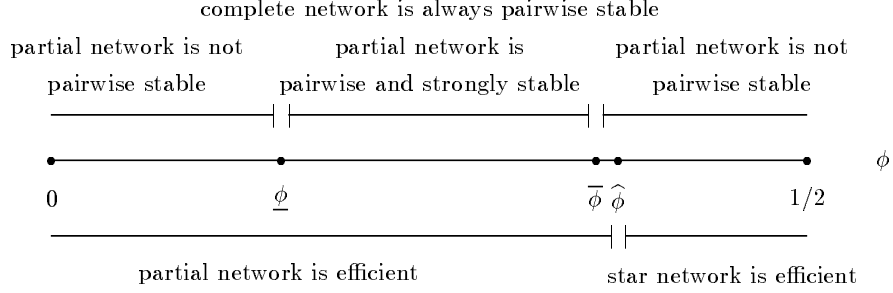 complete network is always pairwise stable
partial network is not
pairwise stable
partial network is
pairwise and strongly stable
partial network is not
pairwise stable
ϕ
0
ϕ̲
ϕ̅
ϕ̂
1/2
partial network is efficient
star network is efficient